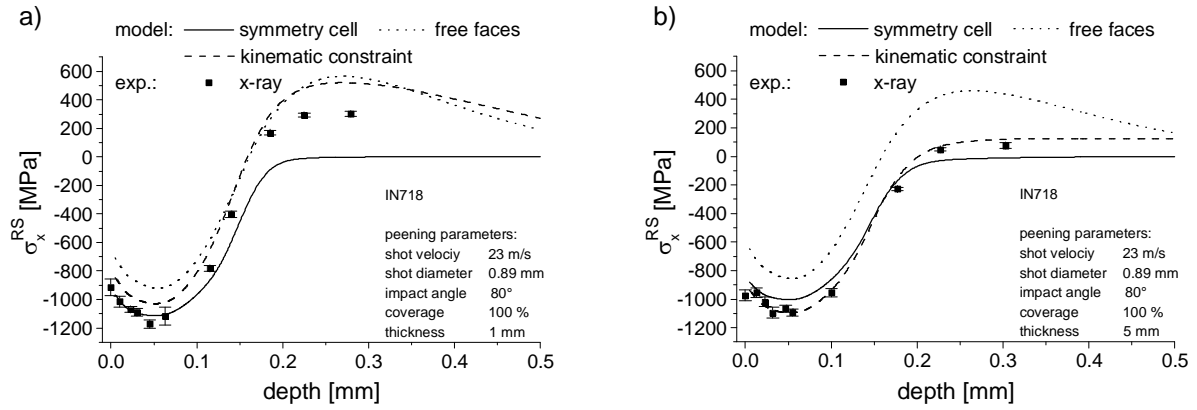 a)
model: symmetry cell free faces
kinematic constraint
exp.: x-ray
600
400
200
0
-200
-400
-600
-800
-1000
-1200
σxRS [MPa]
IN718
peening parameters:
shot velociy 23 m/s
shot diameter 0.89 mm
impact angle 80°
coverage 100 %
thickness 1 mm
0.0 0.1 0.2 0.3 0.4 0.5
depth [mm]
b)
model: symmetry cell free faces
kinematic constraint
exp.: x-ray
600
400
200
0
-200
-400
-600
-800
-1000
-1200
σxRS [MPa]
IN718
peening parameters:
shot velociy 23 m/s
shot diameter 0.89 mm
impact angle 80°
coverage 100 %
thickness 5 mm
0.0 0.1 0.2 0.3 0.4 0.5
depth [mm]